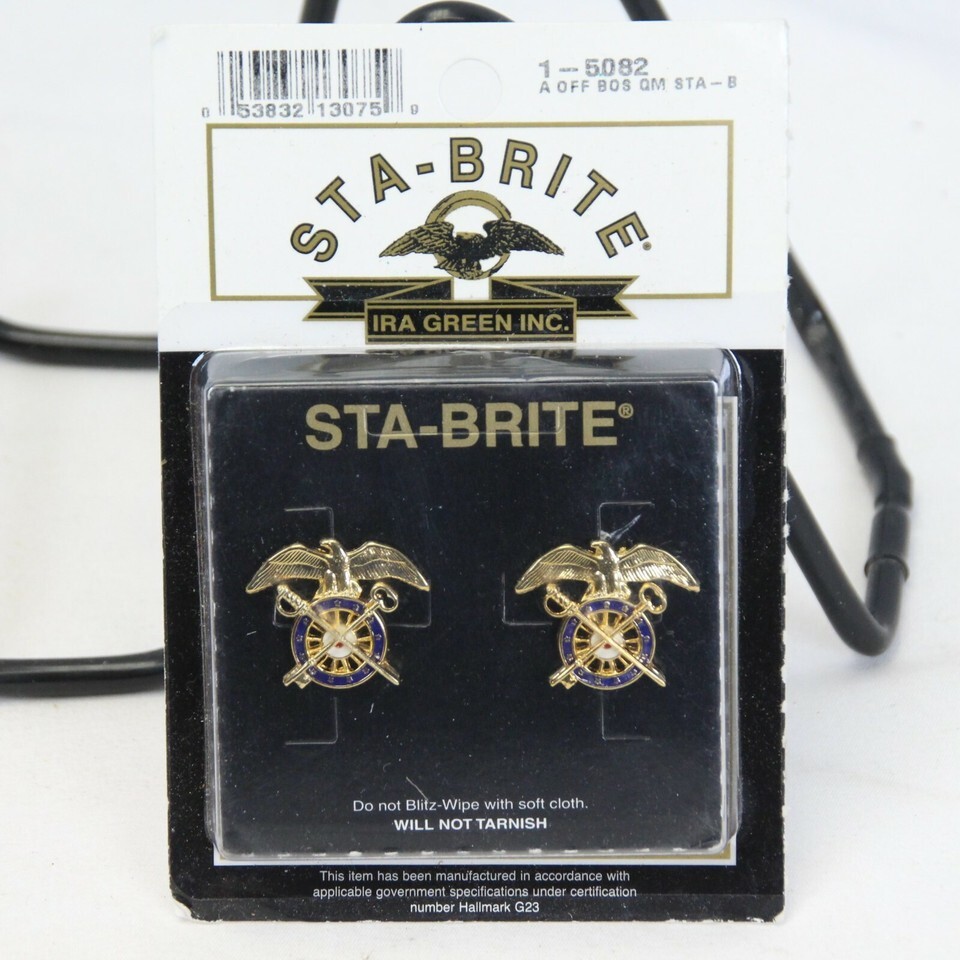 0 53832 13075 9
1-5082
A OFF BOS QM STA-B
STA-BRITE®
IRA GREEN INC.
STA-BRITE®
Do not Blitz-Wipe with soft cloth.
WILL NOT TARNISH
This item has been manufactured in accordance with
applicable government specifications under certification
number Hallmark G23